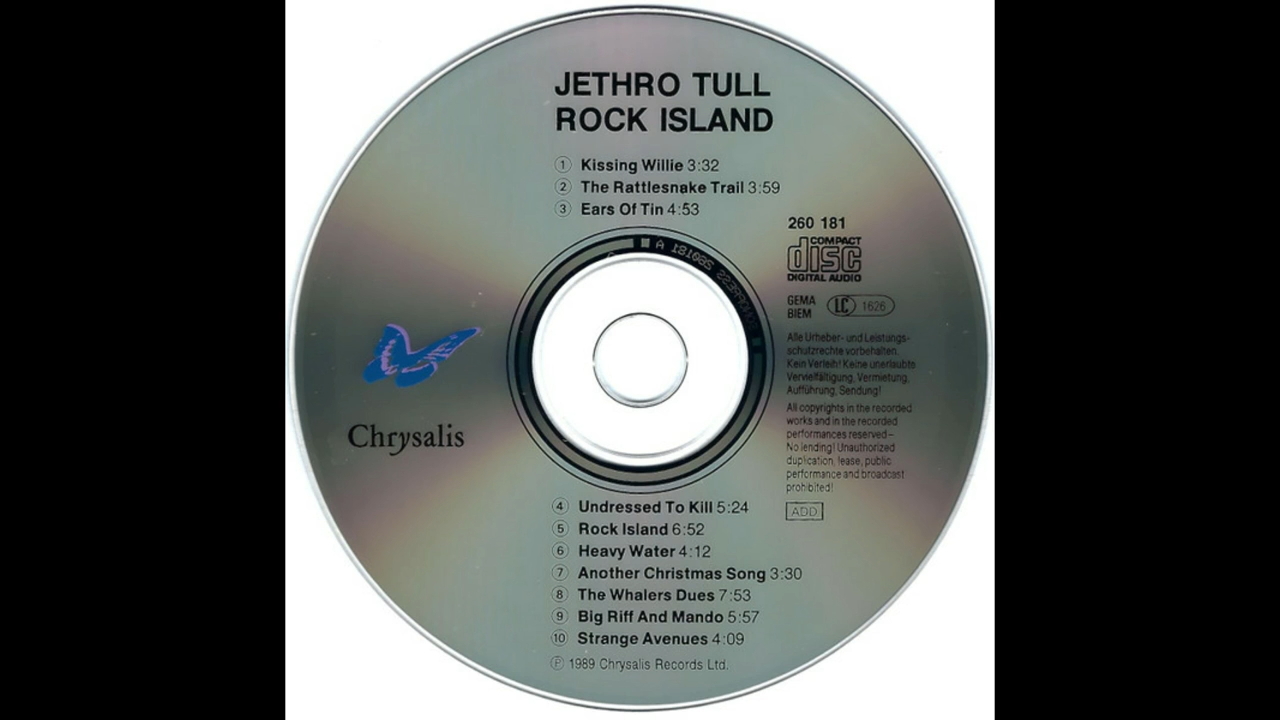 JETHRO TULL
ROCK ISLAND
1 Kissing Willie 3:32
2 The Rattlesnake Trail 3:59
3 Ears Of Tin 4:53
260 181
COMPACT
disc
DIGITAL AUDIO
GEMA
BIEM
LC 1626
Alle Urheber- und Leistungs-
schutzrechte vorbehalten.
Kein Verleih! Keine unerlaubte
Vervielfältigung, Vermietung,
Aufführung, Sendung!
All copyrights in the recorded
works and in the recorded
performances reserved –
No lending! Unauthorized
duplication, lease, public
performance and broadcast
prohibited!
ADD
Chrysalis
4 Undressed To Kill 5:24
5 Rock Island 6:52
6 Heavy Water 4:12
7 Another Christmas Song 3:30
8 The Whalers Dues 7:53
9 Big Riff And Mando 5:57
10 Strange Avenues 4:09
℗ 1989 Chrysalis Records Ltd.